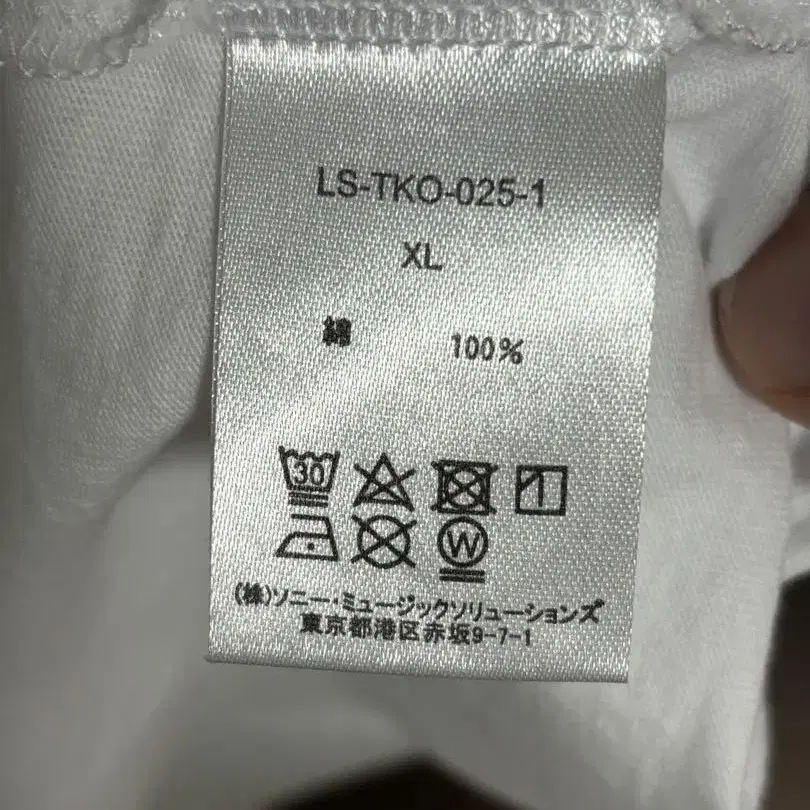 LS-TKO-025-1
XL
綿 100%
30
W
(株)ソニー・ミュージックソリューションズ
東京都港区赤坂9-7-1